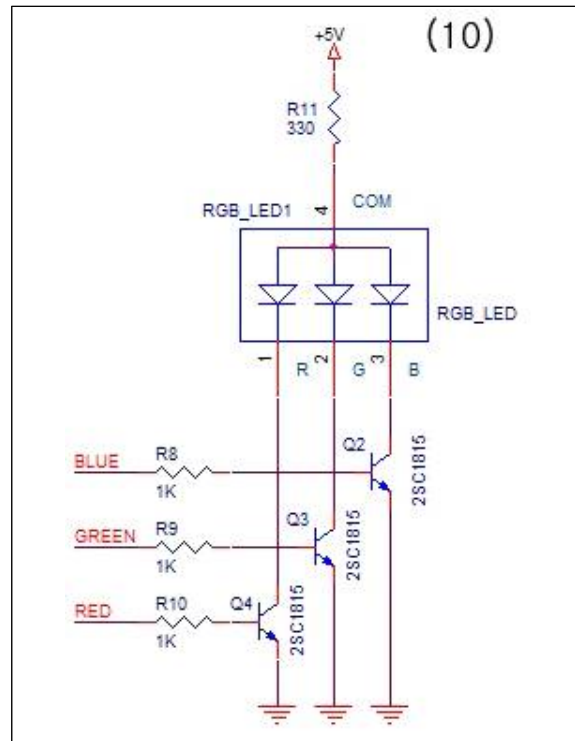 (10)
+5V
R11
330
COM
4
RGB_LED1
RGB_LED
1
R
2
G
3
B
BLUE
R8
1K
Q2
2SC1815
GREEN
R9
1K
Q3
2SC1815
RED
R10
1K
Q4
2SC1815